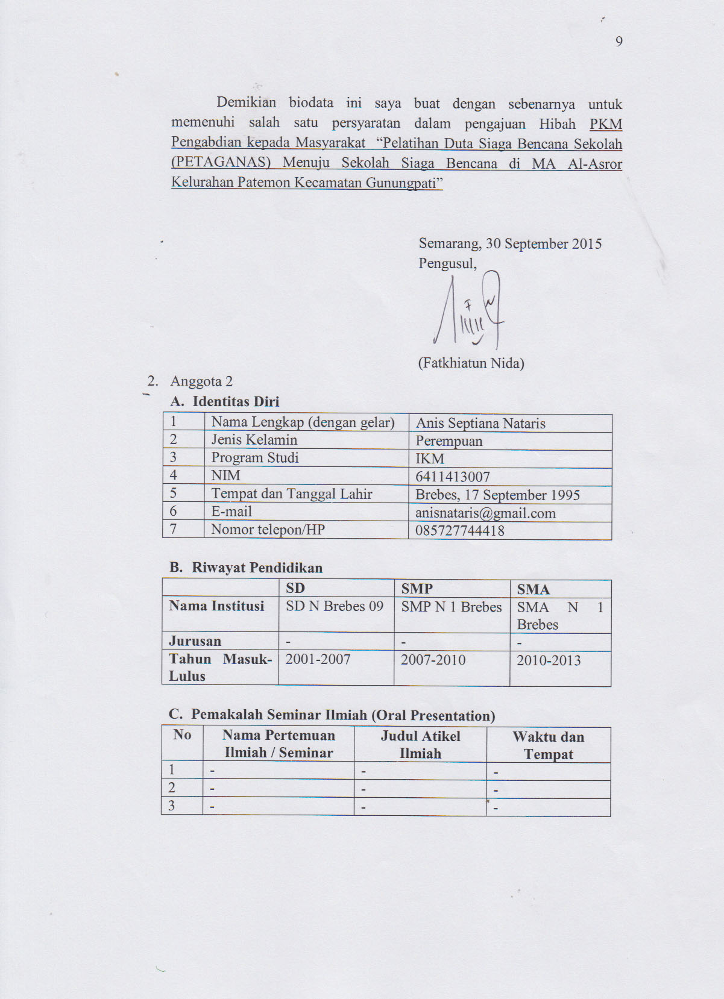 9
Demikian biodata ini saya buat dengan sebenarnya untuk
memenuhi salah satu persyaratan dalam pengajuan Hibah PKM
Pengabdian kepada Masyarakat “Pelatihan Duta Siaga Bencana Sekolah
(PETAGANAS) Menuju Sekolah Siaga Bencana di MA Al-Asror
Kelurahan Patemon Kecamatan Gunungpati”
Semarang, 30 September 2015
Pengusul,
(Fatkhiatun Nida)
2. Anggota 2
A. Identitas Diri
1 Nama Lengkap (dengan gelar) Anis Septiana Nataris
2 Jenis Kelamin Perempuan
3 Program Studi IKM
4 NIM 6411413007
5 Tempat dan Tanggal Lahir Brebes, 17 September 1995
6 E-mail anisnataris@gmail.com
7 Nomor telepon/HP 085727744418
B. Riwayat Pendidikan
SD SMP SMA
Nama Institusi SD N Brebes 09 SMP N 1 Brebes SMA N 1
Brebes
Jurusan - - -
Tahun Masuk- 2001-2007 2007-2010 2010-2013
Lulus
C. Pemakalah Seminar Ilmiah (Oral Presentation)
No Nama Pertemuan Judul Atikel Waktu dan
Ilmiah / Seminar Ilmiah Tempat
1 - - -
2 - - -
3 - - -